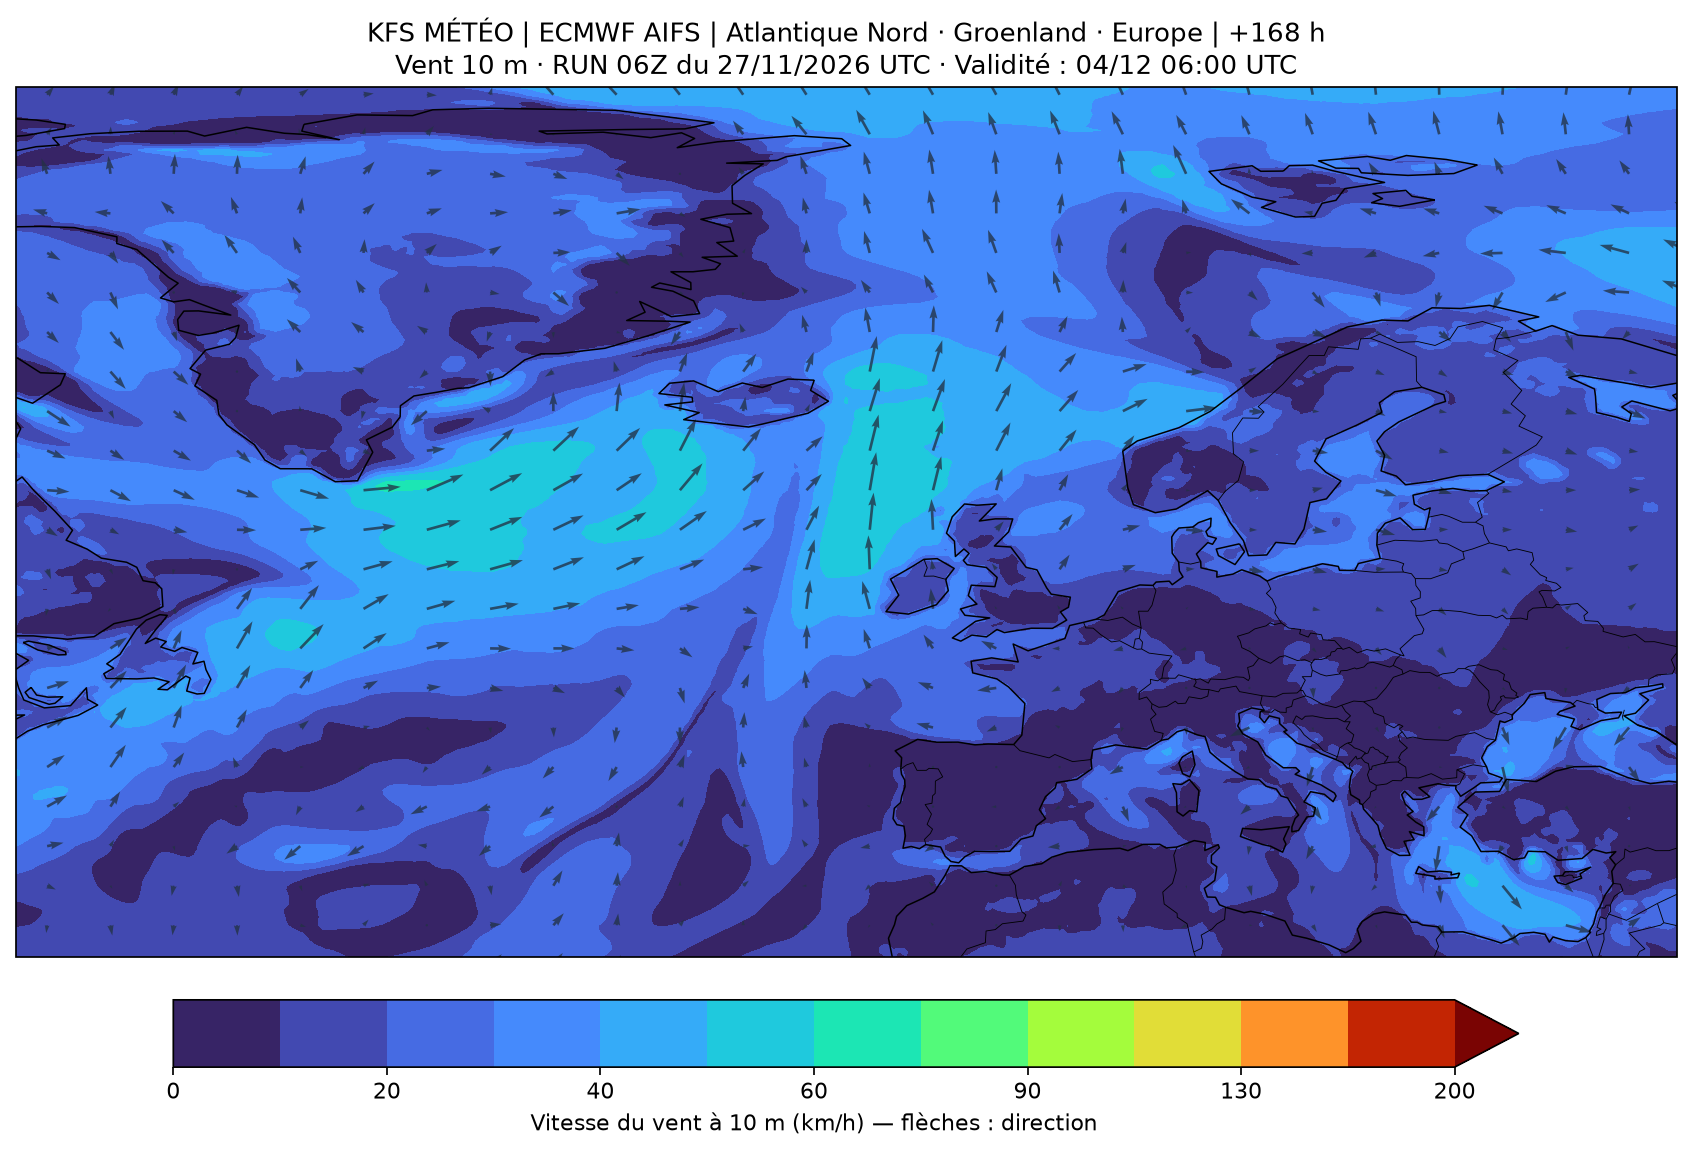 KFS MÉTÉO | ECMWF AIFS | Atlantique Nord · Groenland · Europe | +168 h
Vent 10 m · RUN 06Z du 27/11/2026 UTC · Validité : 04/12 06:00 UTC
0 20 40 60 90 130 200
Vitesse du vent à 10 m (km/h) — flèches : direction